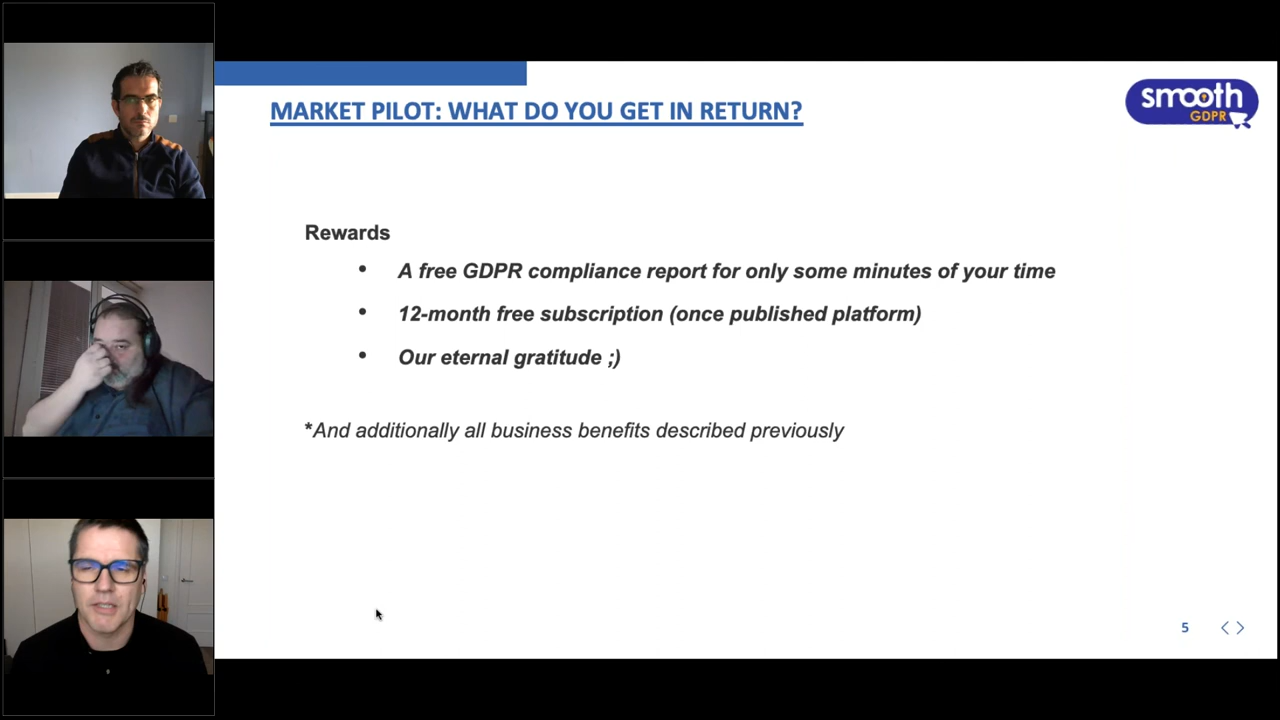 MARKET PILOT: WHAT DO YOU GET IN RETURN?
smooth
GDPR
Rewards
• A free GDPR compliance report for only some minutes of your time
• 12-month free subscription (once published platform)
• Our eternal gratitude ;)
*And additionally all business benefits described previously
5